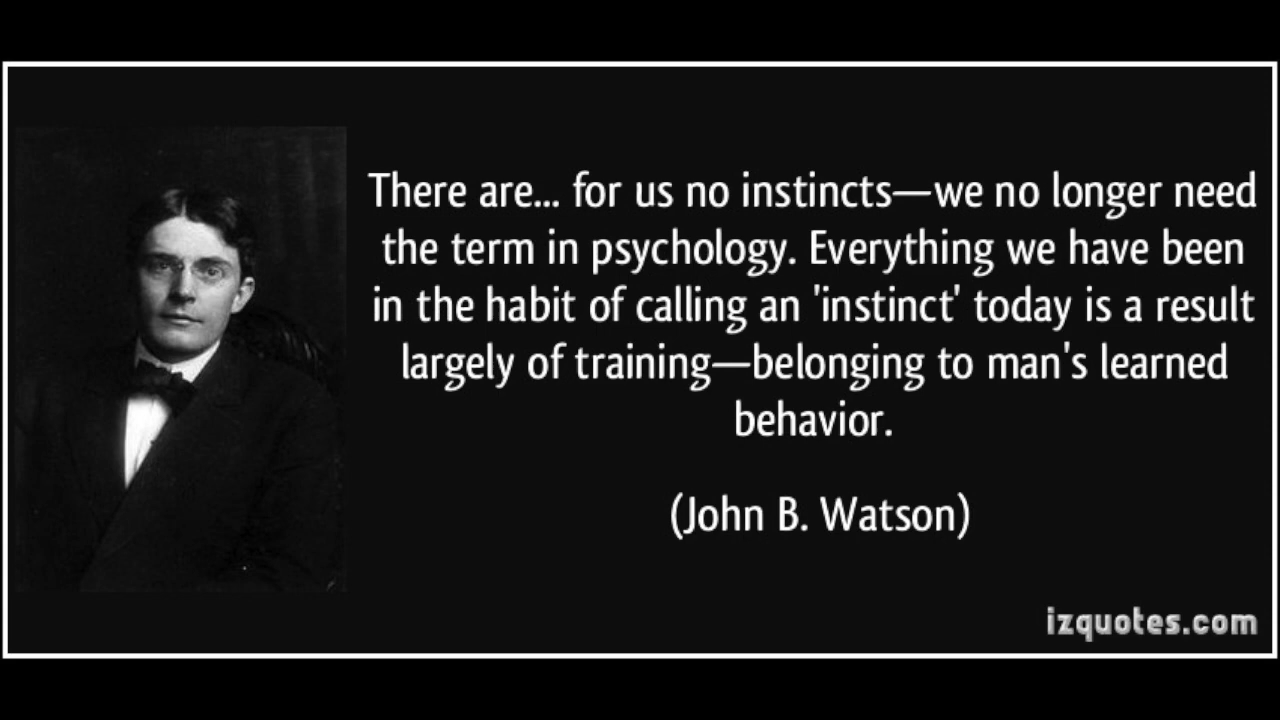 There are... for us no instincts—we no longer need
the term in psychology. Everything we have been
in the habit of calling an 'instinct' today is a result
largely of training—belonging to man's learned
behavior.
(John B. Watson)
izquotes.com